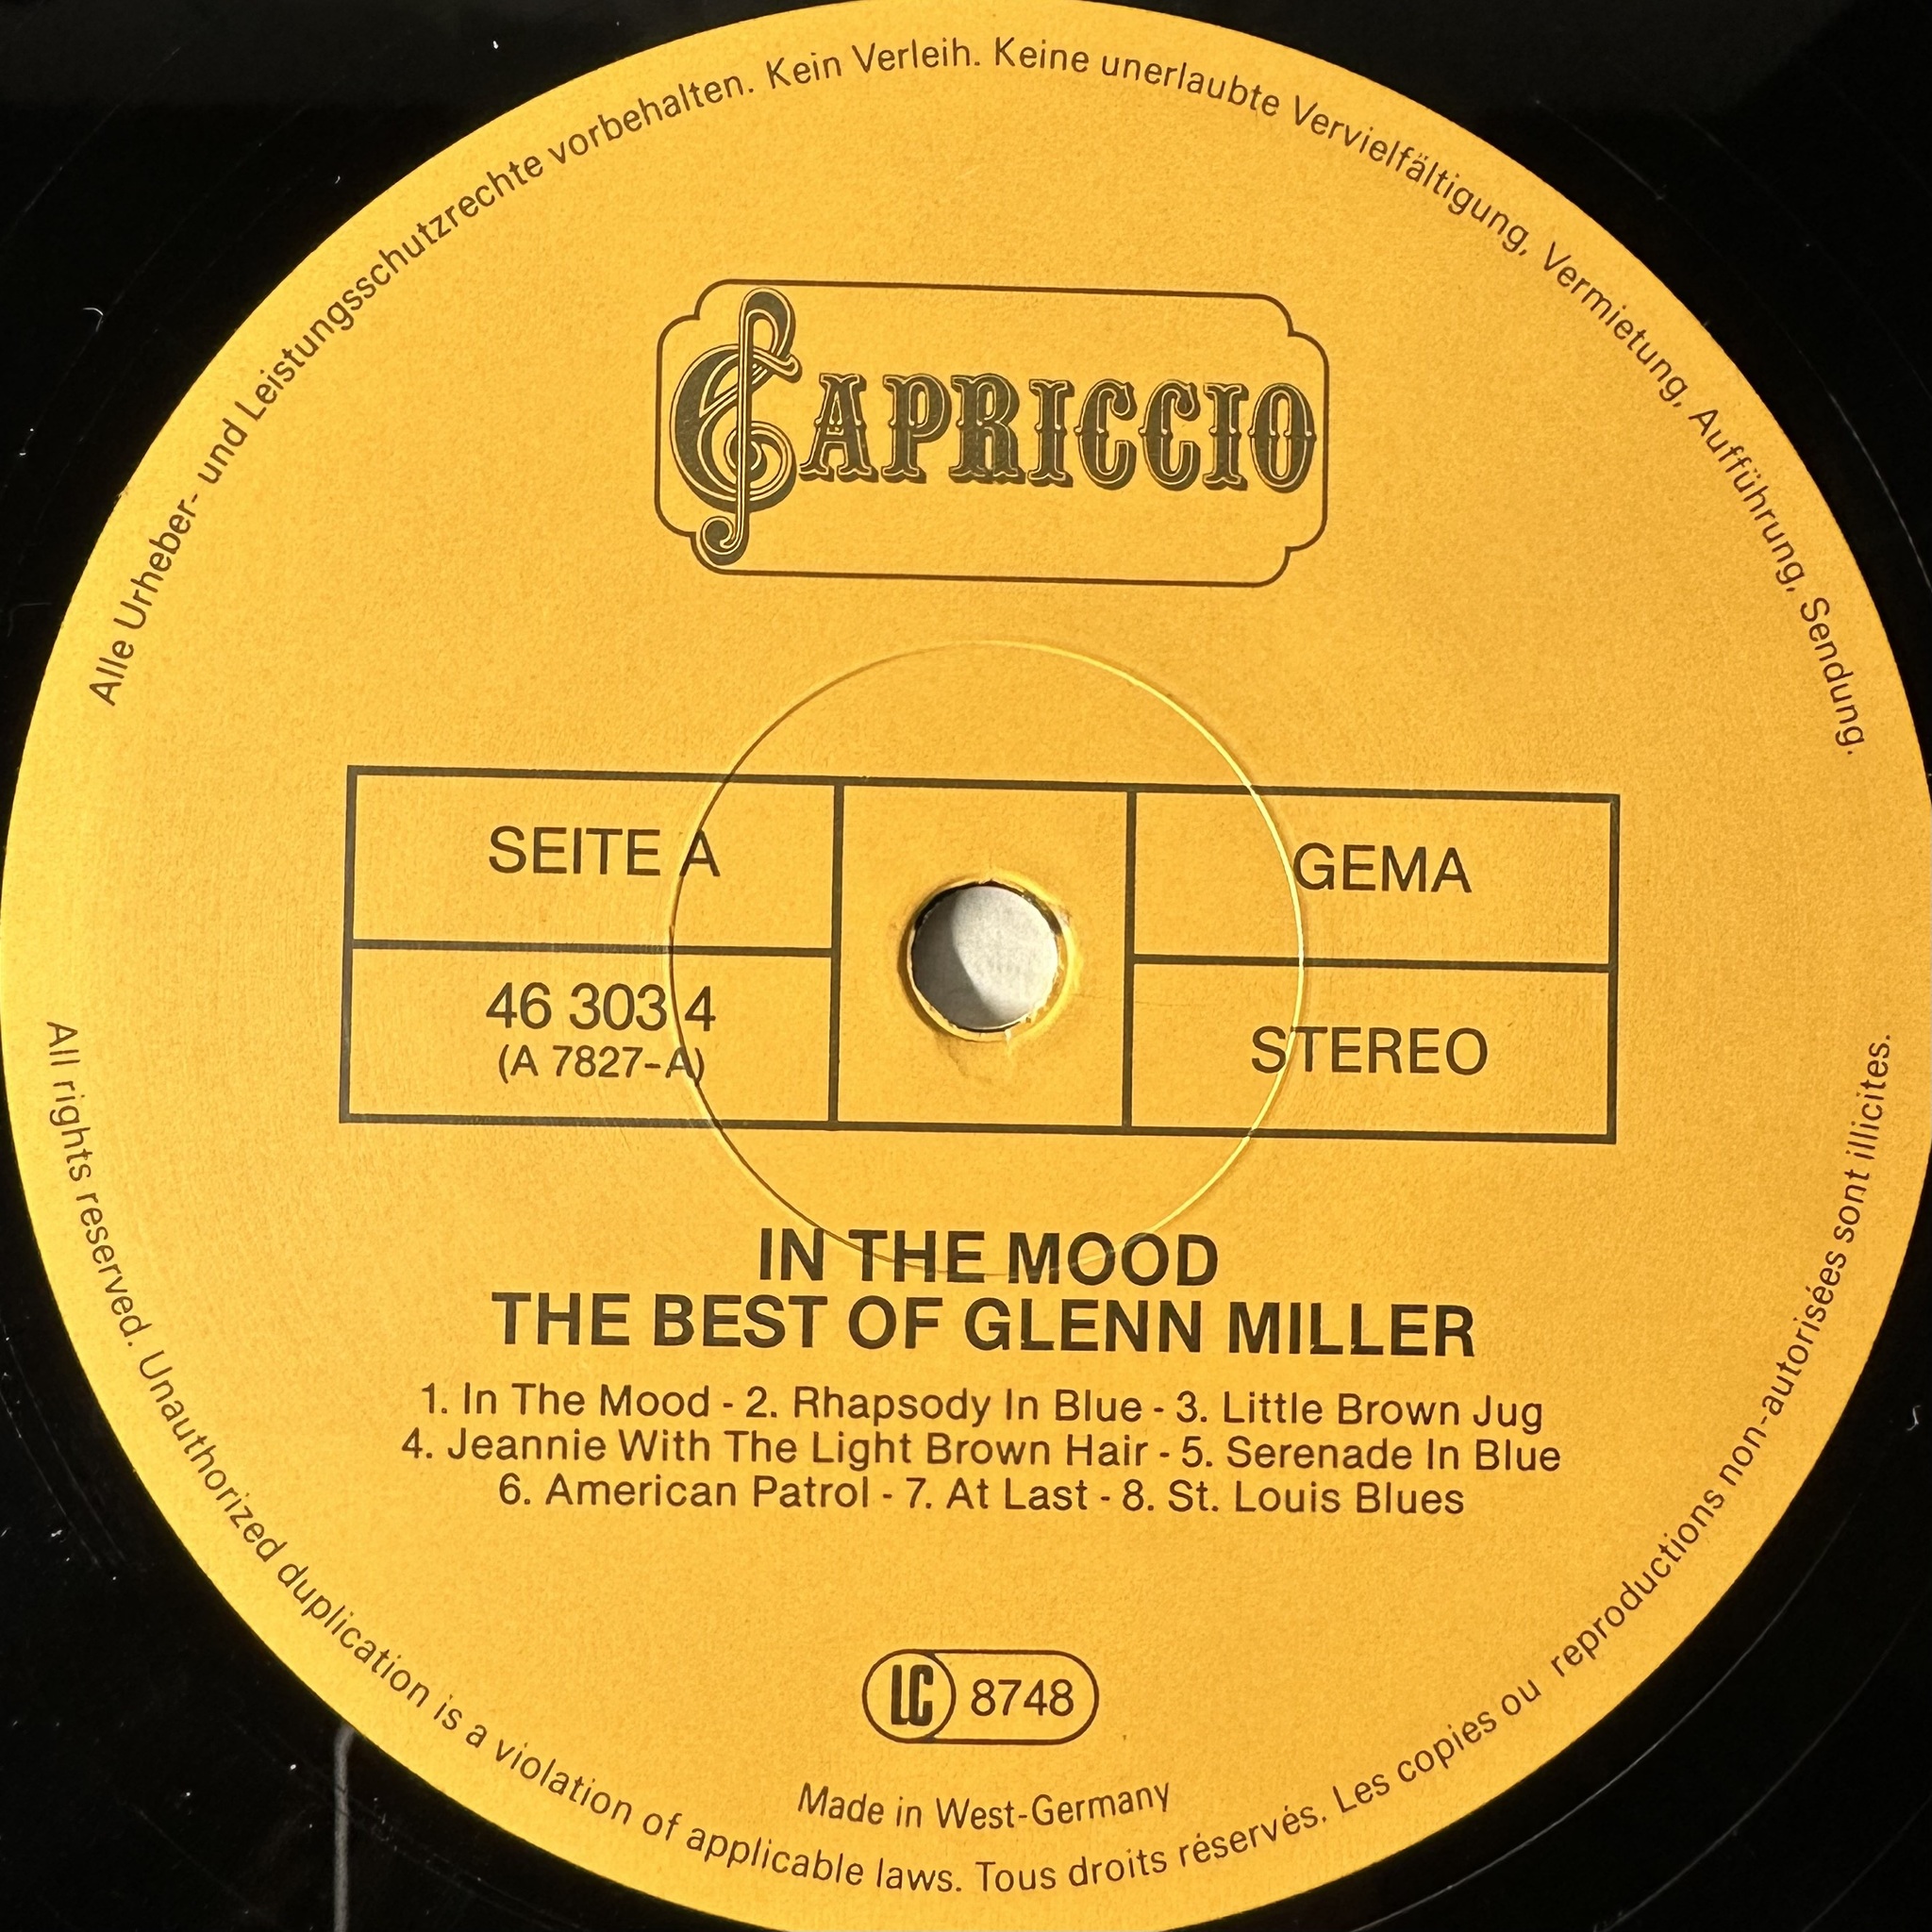 Alle Urheber- und Leistungsschutzrechte vorbehalten. Kein Verleih. Keine unerlaubte Vervielfältigung, Vermietung, Aufführung, Sendung.
CAPRICCIO
SEITE A
GEMA
46 303 4
(A 7827-A)
STEREO
IN THE MOOD
THE BEST OF GLENN MILLER
1. In The Mood - 2. Rhapsody In Blue - 3. Little Brown Jug
4. Jeannie With The Light Brown Hair - 5. Serenade In Blue
6. American Patrol - 7. At Last - 8. St. Louis Blues
LC 8748
Made in West-Germany
All rights reserved. Unauthorized duplication is a violation of applicable laws. Tous droits réservés. Les copies ou reproductions non-autorisées sont illicites.